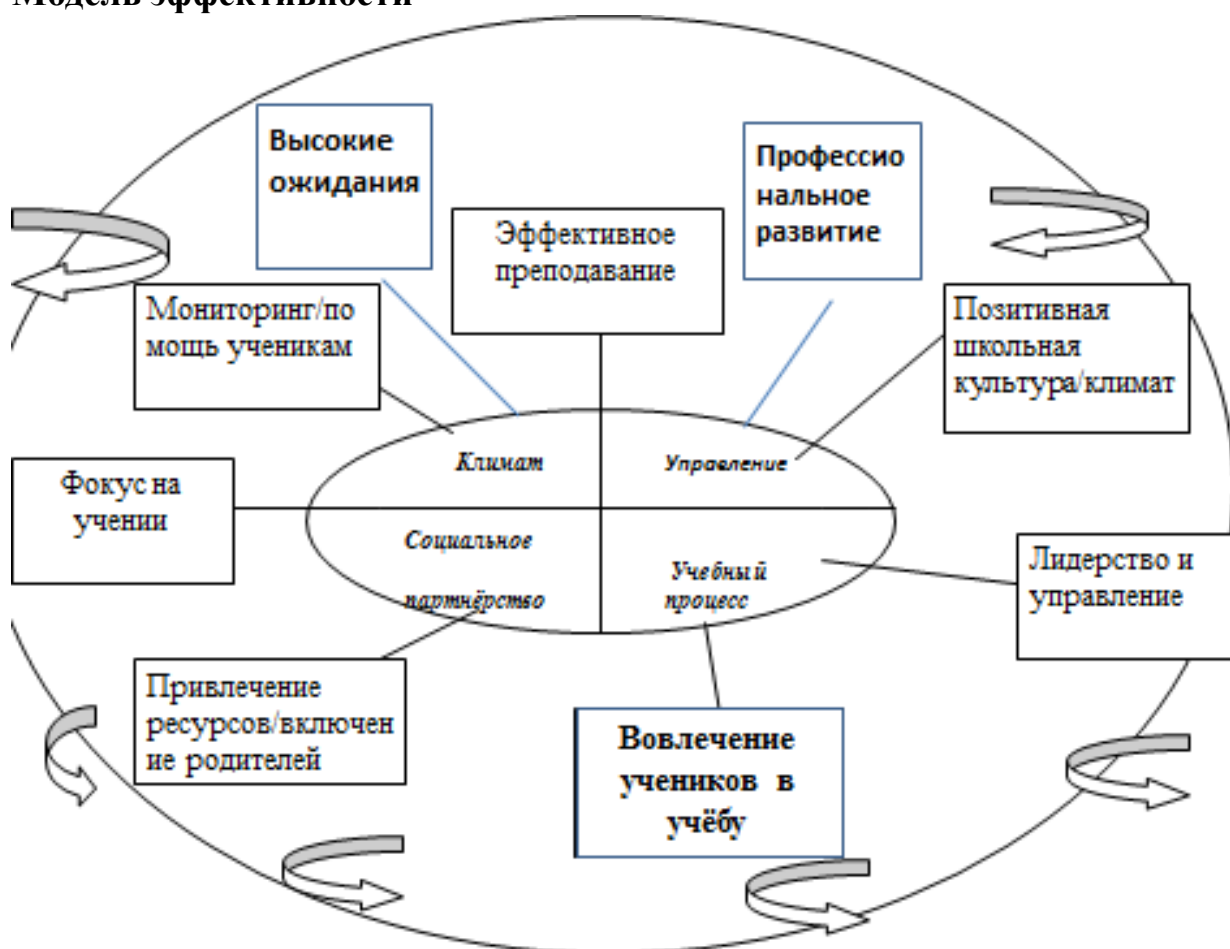 Модель эффективности
Высокие
ожидания
Профессио
нальное
развитие
Эффективное
преподавание
Мониторинг/по
мощь ученикам
Позитивная
школьная
культура/климат
Климат
Управление
Фокус на
учении
Социальное
партнёрство
Учебный
процесс
Лидерство и
управление
Привлечение
ресурсов/включен
ие родителей
Вовлечение
учеников в
учёбу